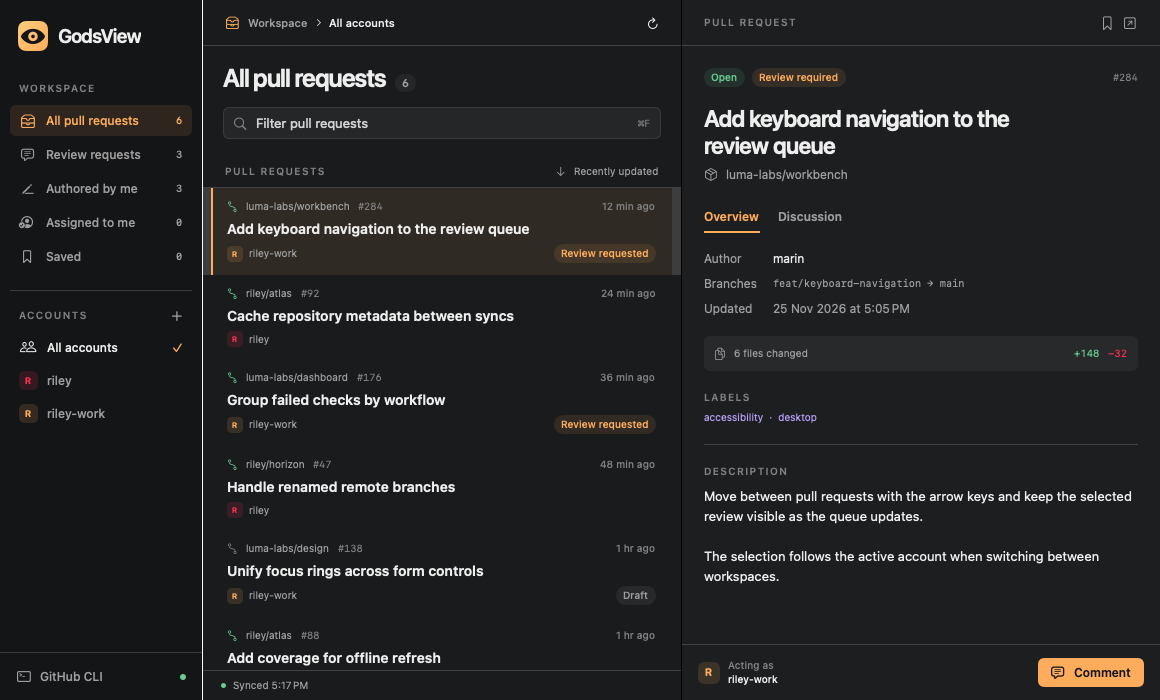 GodsView
WORKSPACE
All pull requests 6
Review requests 3
Authored by me 3
Assigned to me 0
Saved 0
ACCOUNTS
All accounts
R riley
R riley-work
GitHub CLI
Workspace > All accounts
All pull requests 6
Filter pull requests ⌘F
PULL REQUESTS ↓ Recently updated
luma-labs/workbench #284 12 min ago
Add keyboard navigation to the review queue
R riley-work Review requested
riley/atlas #92 24 min ago
Cache repository metadata between syncs
R riley
luma-labs/dashboard #176 36 min ago
Group failed checks by workflow
R riley-work Review requested
riley/horizon #47 48 min ago
Handle renamed remote branches
R riley
luma-labs/design #138 1 hr ago
Unify focus rings across form controls
R riley-work Draft
riley/atlas #88 1 hr ago
Add coverage for offline refresh
Synced 5:17 PM
PULL REQUEST
Open Review required #284
Add keyboard navigation to the
review queue
luma-labs/workbench
Overview Discussion
Author marin
Branches feat/keyboard-navigation → main
Updated 25 Nov 2026 at 5:05 PM
6 files changed +148 −32
LABELS
accessibility · desktop
DESCRIPTION
Move between pull requests with the arrow keys and keep the selected
review visible as the queue updates.
The selection follows the active account when switching between
workspaces.
R Acting as
riley-work
Comment